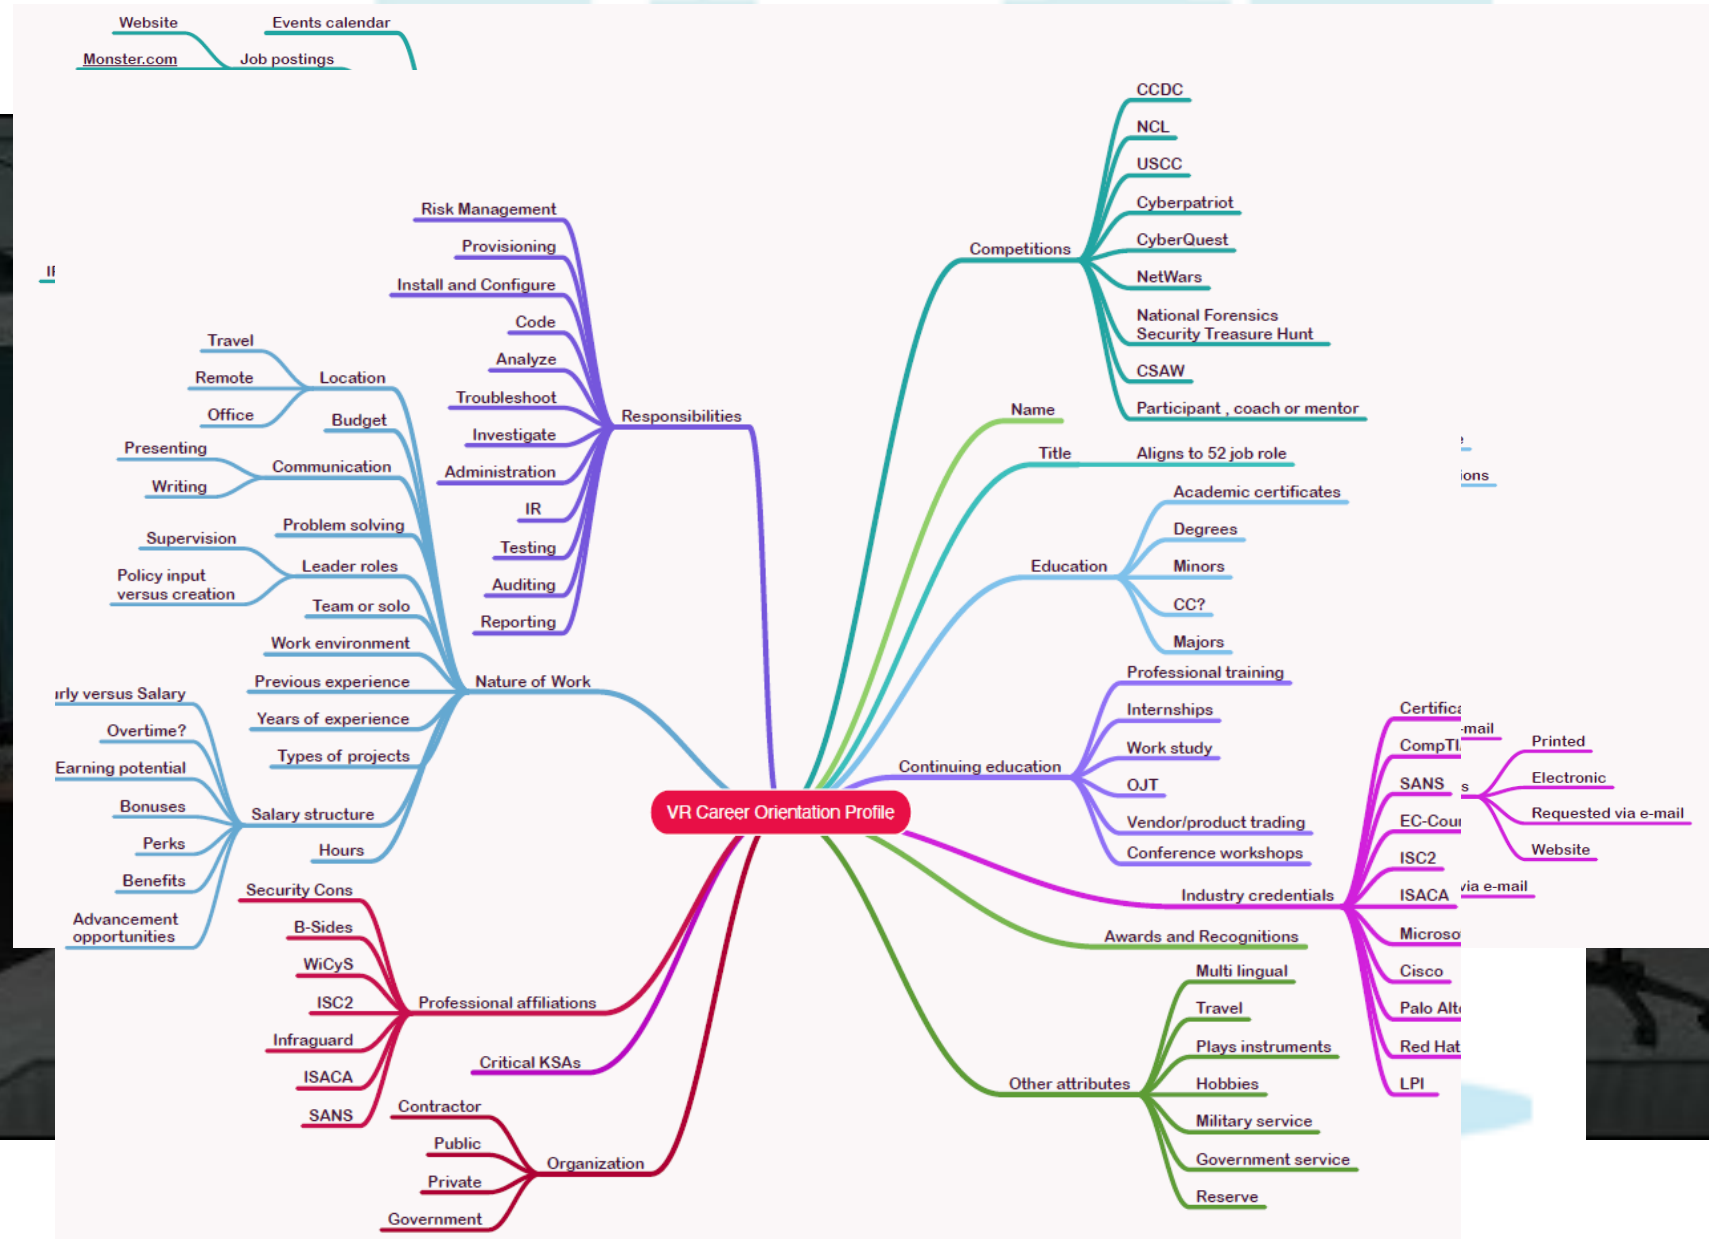 Website
Events calendar
Monster.com
Job postings
Risk Management
Provisioning
Install and Configure
Code
Analyze
Troubleshoot
Investigate
Administration
IR
Testing
Auditing
Reporting
Responsibilities
Travel
Remote
Office
Location
Budget
Presenting
Writing
Communication
Problem solving
Supervision
Policy input
versus creation
Leader roles
Team or solo
Work environment
Previous experience
Years of experience
Types of projects
Nature of Work
versus Salary
Overtime?
Earning potential
Bonuses
Perks
Benefits
Advancement
opportunities
Salary structure
Hours
VR Career Orientation Profile
Security Cons
B-Sides
WiCyS
ISC2
Infraguard
ISACA
SANS
Professional affiliations
Critical KSAs
Contractor
Public
Private
Government
Organization
Competitions
CCDC
NCL
USCC
Cyberpatriot
CyberQuest
NetWars
National Forensics
Security Treasure Hunt
CSAW
Participant , coach or mentor
Name
Title
Aligns to 52 job role
Education
Academic certificates
Degrees
Minors
CC?
Majors
Continuing education
Professional training
Internships
Work study
OJT
Vendor/product trading
Conference workshops
Industry credentials
SANS
ISC2
ISACA
Cisco
Palo
Red Hat
LPI
Printed
Electronic
Requested via e-mail
Website
via e-mail
Awards and Recognitions
Other attributes
Multi lingual
Travel
Plays instruments
Hobbies
Military service
Government service
Reserve